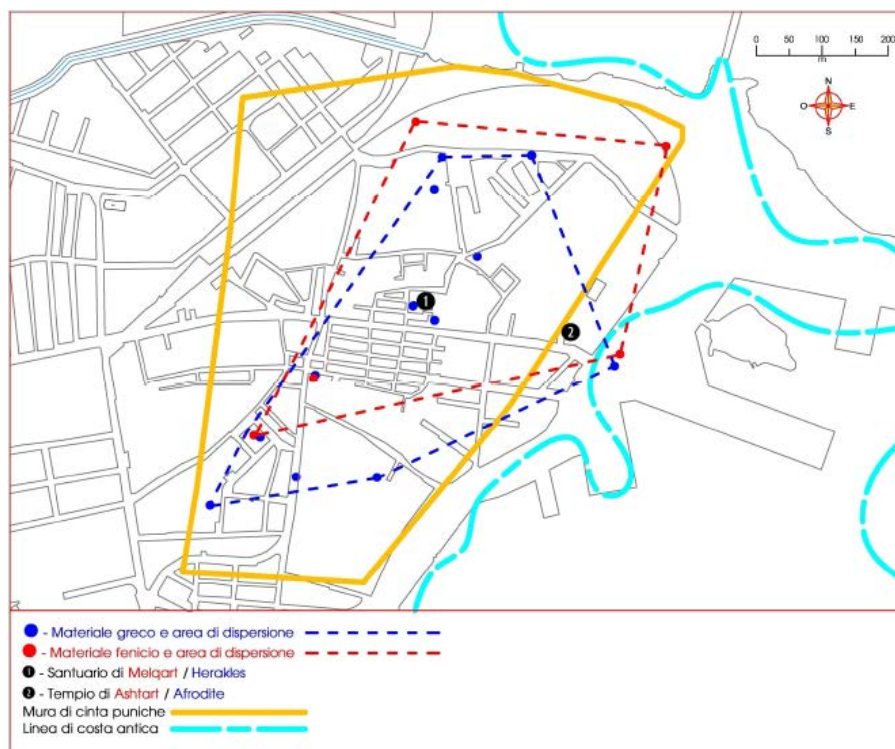 0 50 100 150 200
m
N
O E
S
1
2
- Materiale greco e area di dispersione
- Materiale fenicio e area di dispersione
1 - Santuario di Melqart / Herakles
2 - Tempio di Ashtart / Afrodite
Mura di cinta puniche
Linea di costa antica